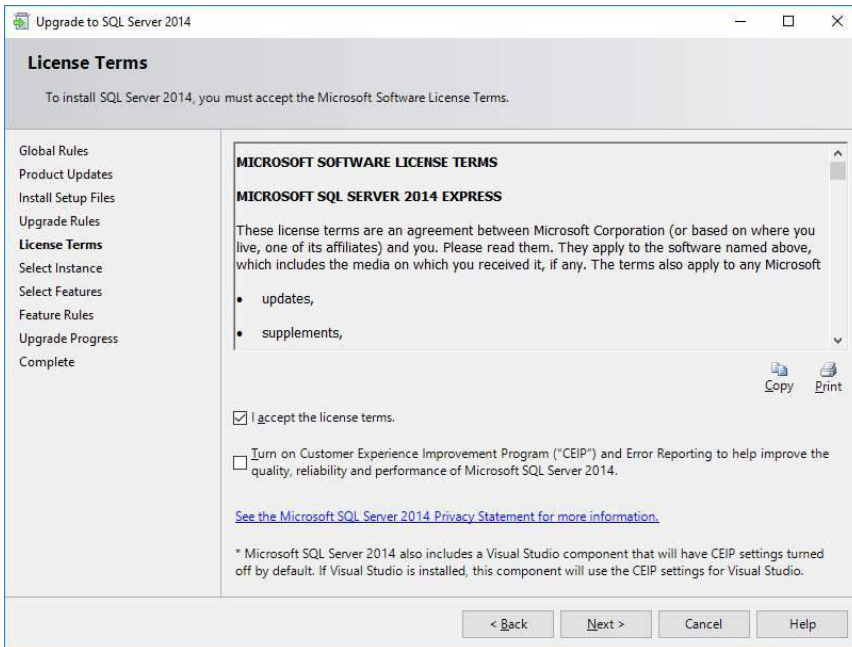 Upgrade to SQL Server 2014
License Terms
To install SQL Server 2014, you must accept the Microsoft Software License Terms.
Global Rules
Product Updates
Install Setup Files
Upgrade Rules
License Terms
Select Instance
Select Features
Feature Rules
Upgrade Progress
Complete
MICROSOFT SOFTWARE LICENSE TERMS
MICROSOFT SQL SERVER 2014 EXPRESS
These license terms are an agreement between Microsoft Corporation (or based on where you
live, one of its affiliates) and you. Please read them. They apply to the software named above,
which includes the media on which you received it, if any. The terms also apply to any Microsoft
• updates,
• supplements,
Copy Print
I accept the license terms.
Turn on Customer Experience Improvement Program ("CEIP") and Error Reporting to help improve the
quality, reliability and performance of Microsoft SQL Server 2014.
See the Microsoft SQL Server 2014 Privacy Statement for more information.
* Microsoft SQL Server 2014 also includes a Visual Studio component that will have CEIP settings turned
off by default. If Visual Studio is installed, this component will use the CEIP settings for Visual Studio.
< Back Next > Cancel Help